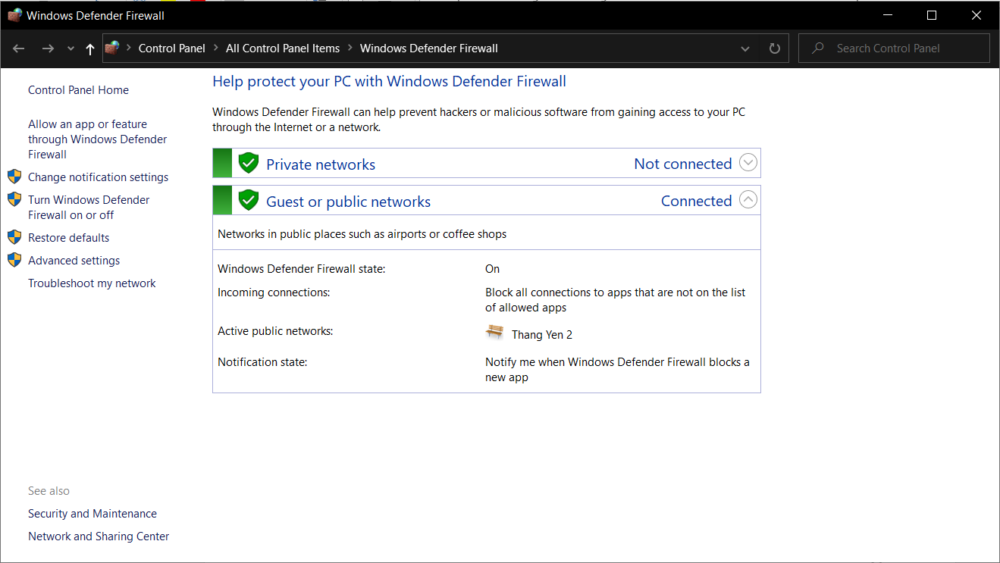 Windows Defender Firewall
Control Panel
All Control Panel Items
Windows Defender Firewall
Search Control Panel
Control Panel Home
Allow an app or feature
through Windows Defender
Firewall
Change notification settings
Turn Windows Defender
Firewall on or off
Restore defaults
Advanced settings
Troubleshoot my network
See also
Security and Maintenance
Network and Sharing Center
Help protect your PC with Windows Defender Firewall
Windows Defender Firewall can help prevent hackers or malicious software from gaining access to your PC
through the Internet or a network.
Private networks Not connected
Guest or public networks Connected
Networks in public places such as airports or coffee shops
Windows Defender Firewall state: On
Incoming connections: Block all connections to apps that are not on the list
of allowed apps
Active public networks: Thang Yen 2
Notification state: Notify me when Windows Defender Firewall blocks a
new app